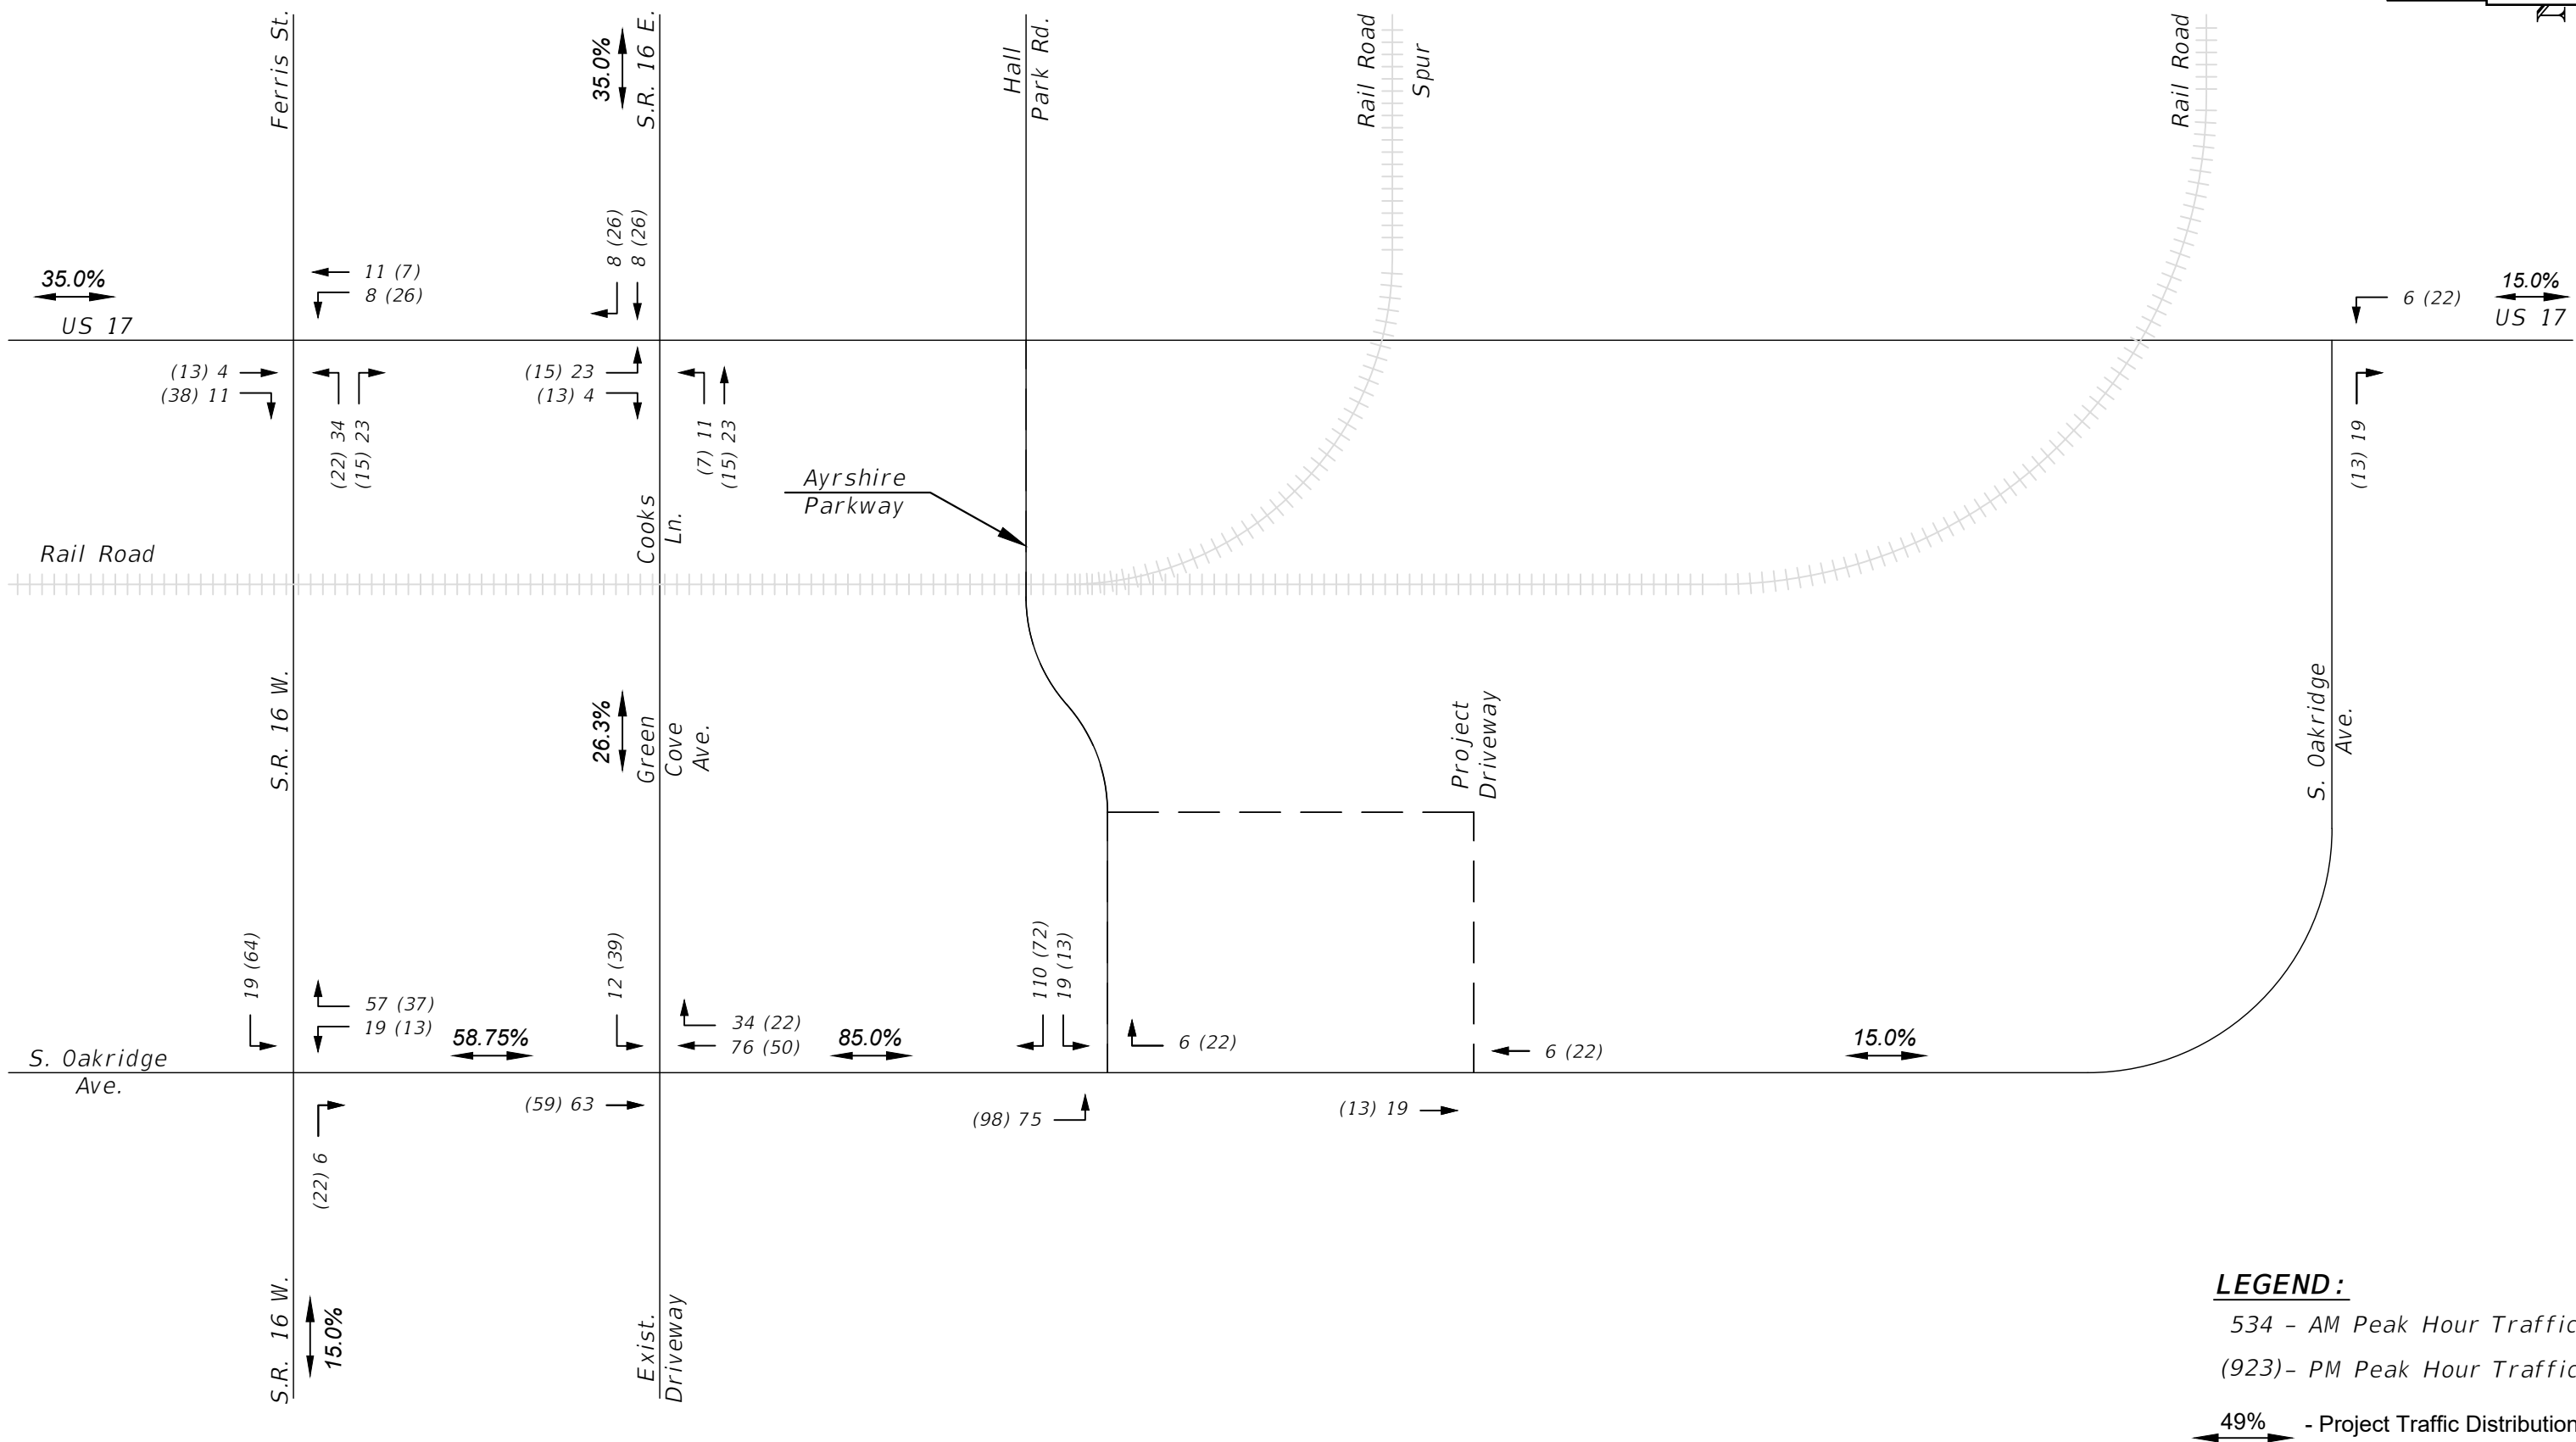 Ferris St.
35.0%
S.R. 16 E.
Hall
Park Rd.
Rail Road
Spur
Rail Road
35.0%
US 17
11 (7)
8 (26)
8 (26)
8 (26)
6 (22)
15.0%
US 17
(13) 4
(38) 11
(22) 34
(15) 23
(15) 23
(13) 4
(7) 11
(15) 23
(13) 19
Ayrshire
Parkway
Cooks
Ln.
Rail Road
S.R. 16 W.
26.3%
Green
Cove
Ave.
Project
Driveway
S. Oakridge
Ave.
19 (64)
57 (37)
19 (13)
58.75%
12 (39)
34 (22)
76 (50)
85.0%
110 (72)
19 (13)
6 (22)
6 (22)
15.0%
S. Oakridge
Ave.
(22) 6
(59) 63
(98) 75
(13) 19
S.R. 16 W.
15.0%
Exist.
Driveway
LEGEND:
534 - AM Peak Hour Traffic
(923)- PM Peak Hour Traffic
49% - Project Traffic Distribution